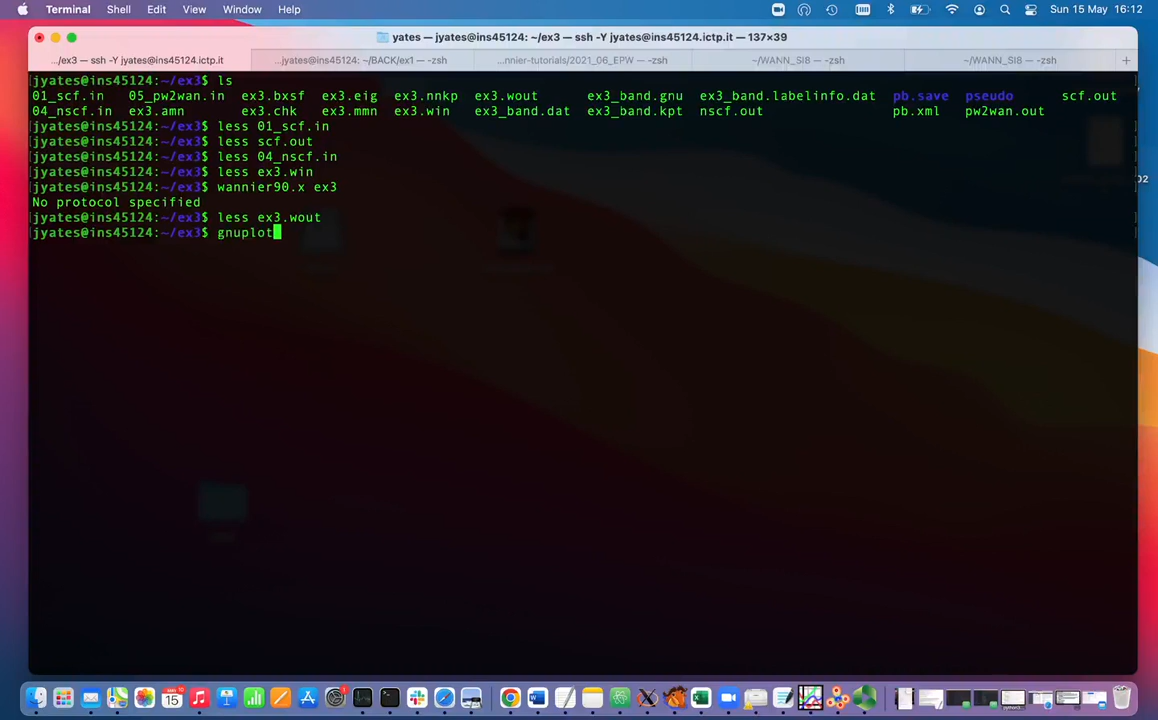 Terminal Shell Edit View Window Help Sun 15 May 16:12
yates — jyates@ins45124: ~/ex3 — ssh -Y jyates@ins45124.ictp.it — 137×39
.../ex3 — ssh -Y jyates@ins45124.ictp.it ...jyates@ins45124: ~/BACK/ex1 — -zsh ...nnier-tutorials/2021_06_EPW — -zsh ~/WANN_SI8 — -zsh ~/WANN_SI8 — -zsh +
jyates@ins45124:~/ex3$ ls
01_scf.in 05_pw2wan.in ex3.bxsf ex3.eig ex3.nnkp ex3.wout ex3_band.gnu ex3_band.labelinfo.dat pb.save pseudo scf.out
04_nscf.in ex3.amn ex3.chk ex3.mmn ex3.win ex3_band.dat ex3_band.kpt nscf.out pb.xml pw2wan.out
jyates@ins45124:~/ex3$ less 01_scf.in
jyates@ins45124:~/ex3$ less scf.out
jyates@ins45124:~/ex3$ less 04_nscf.in
jyates@ins45124:~/ex3$ less ex3.win
jyates@ins45124:~/ex3$ wannier90.x ex3
No protocol specified
jyates@ins45124:~/ex3$ less ex3.wout
jyates@ins45124:~/ex3$ gnuplot
02